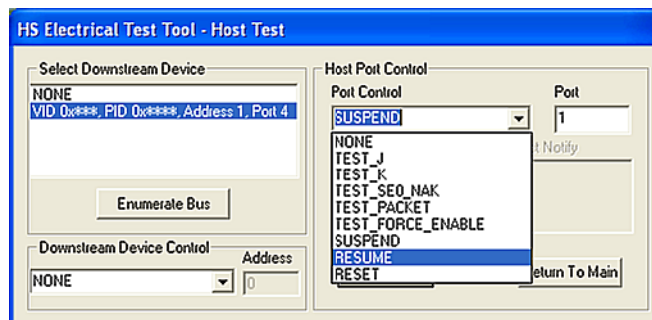 HS Electrical Test Tool - Host Test
Select Downstream Device
NONE
VID 0x***, PID 0x****, Address 1, Port 4
Enumerate Bus
Downstream Device Control
Address
NONE
0
Host Port Control
Port Control
Port
SUSPEND
1
t Notify
NONE
TEST_J
TEST_K
TEST_SE0_NAK
TEST_PACKET
TEST_FORCE_ENABLE
SUSPEND
RESUME
RESET
eturn To Main